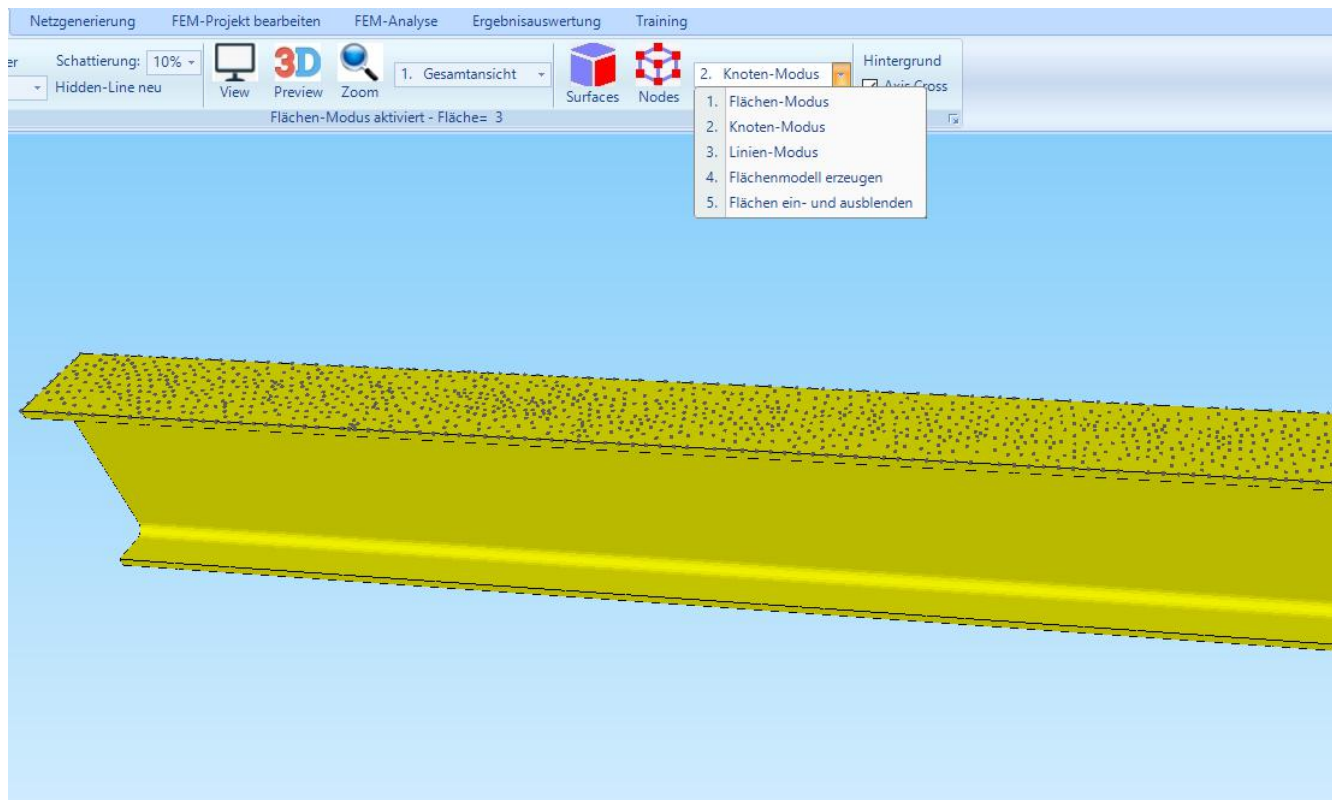 Netzgenerierung FEM-Projekt bearbeiten FEM-Analyse Ergebnisauswertung Training
Schattierung: 10%
Hidden-Line neu
View
3D
Preview
Zoom
1. Gesamtansicht
Surfaces
Nodes
2. Knoten-Modus
Hintergrund
Axis Cross
Flächen-Modus aktiviert - Fläche= 3
1. Flächen-Modus
2. Knoten-Modus
3. Linien-Modus
4. Flächenmodell erzeugen
5. Flächen ein- und ausblenden